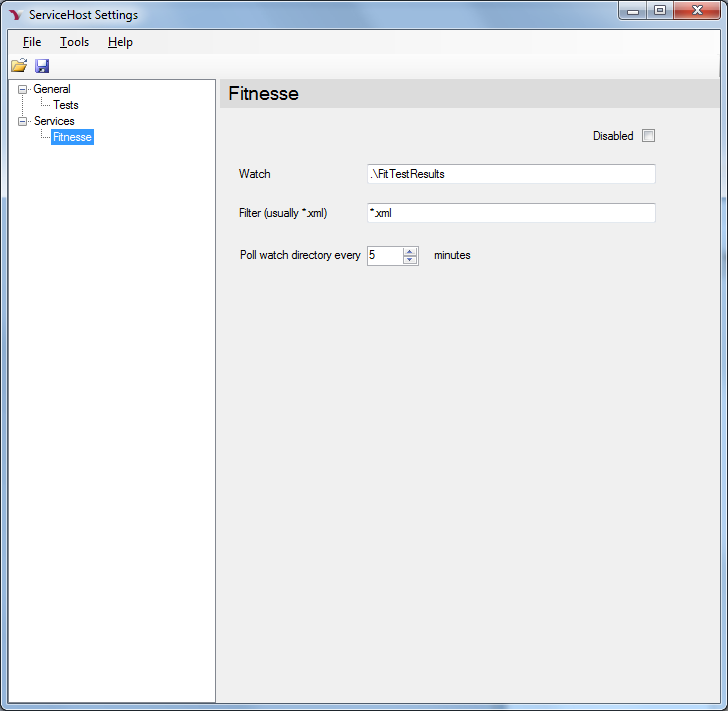 ServiceHost Settings
File Tools Help
General
Tests
Services
Fitnesse
Fitnesse
Disabled
Watch .\FitTestResults
Filter (usually *.xml) *.xml
Poll watch directory every 5 minutes